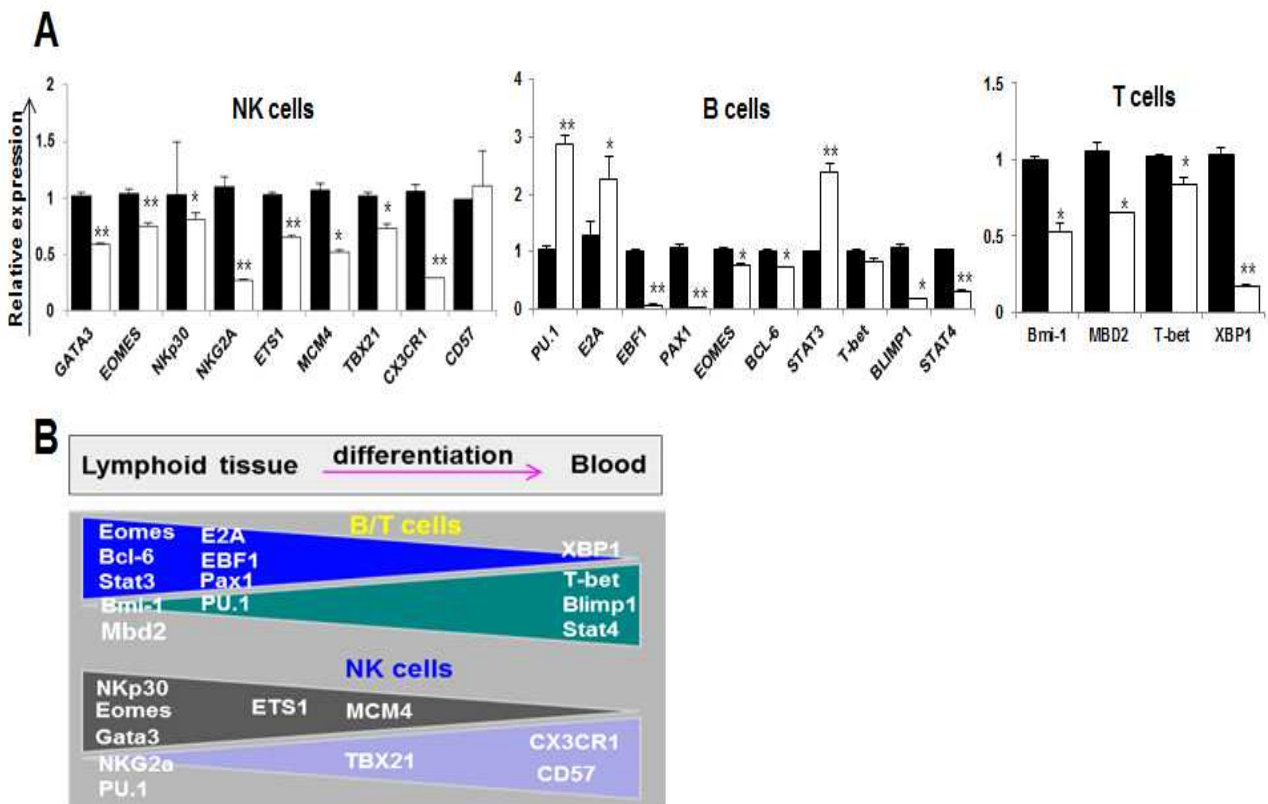 A
Relative expression
NK cells
2
1.5
1
0.5
0
** ** * ** ** * * **
GATA3 EOMES NKp30 NKG2A ETS1 MCM4 TBX21 CX3CR1 CD57
B cells
4
3
2
1
0
** * ** ** * * ** * **
PU.1 E2A EBF1 PAX1 EOMES BCL-6 STAT3 T-bet BLIMP1 STAT4
T cells
1.5
1
0.5
0
* * * **
Bmi-1 MBD2 T-bet XBP1
B
Lymphoid tissue differentiation Blood
B/T cells
Eomes E2A XBP1
Bcl-6 EBF1 T-bet
Stat3 Pax1 Blimp1
Bmi-1 PU.1 Stat4
Mbd2
NK cells
NKp30
Eomes ETS1 MCM4
Gata3 CX3CR1
NKG2a TBX21 CD57
PU.1